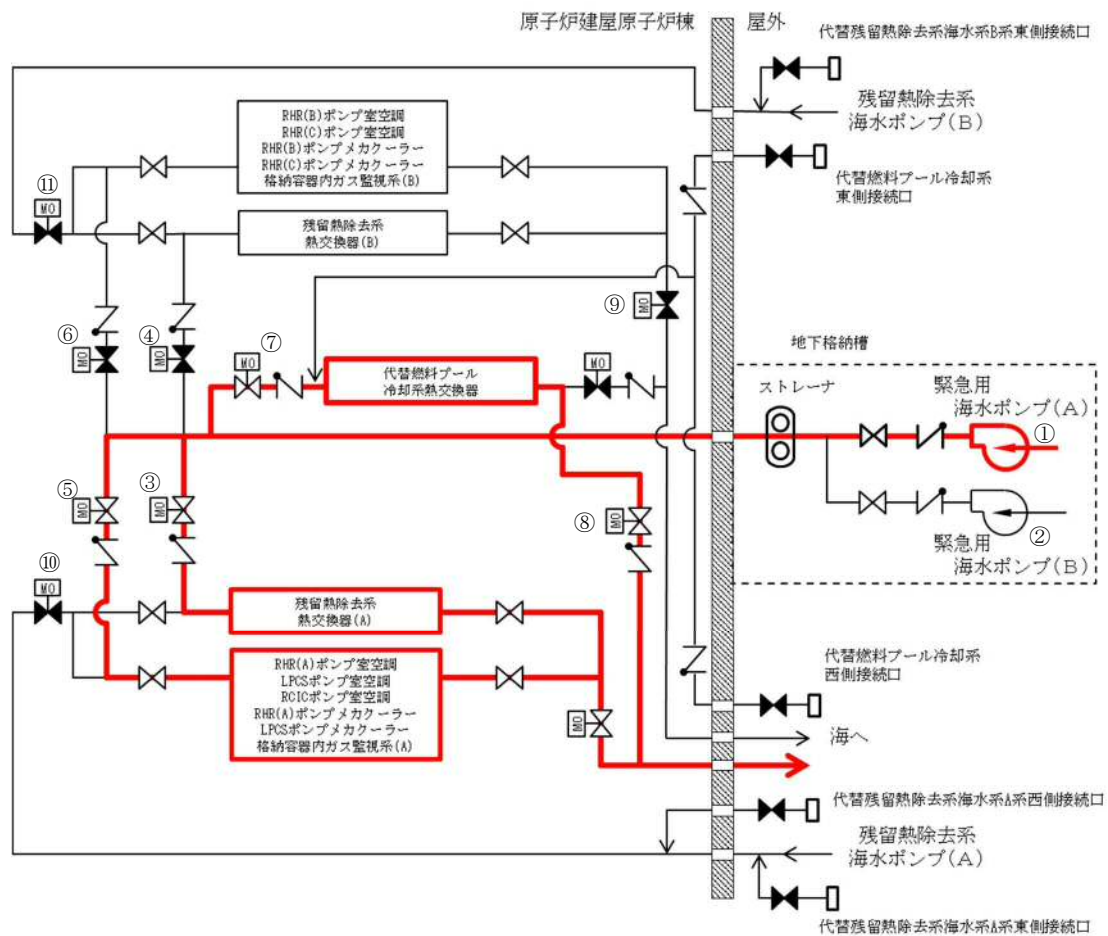 原子炉建屋原子炉棟
屋外
代替残留熱除去系海水系B系東側接続口
残留熱除去系
海水ポンプ(B)
代替燃料プール冷却系
東側接続口
RHR(B)ポンプ室空調
RHR(C)ポンプ室空調
RHR(B)ポンプメカクーラー
RHR(C)ポンプメカクーラー
格納容器内ガス監視系(B)
⑪
MO
残留熱除去系
熱交換器(B)
⑥
MO
④
MO
⑦
MO
⑨
MO
MO
代替燃料プール
冷却系熱交換器
地下格納槽
ストレーナ
緊急用
海水ポンプ(A)
①
緊急用
海水ポンプ(B)
②
⑤
MO
③
MO
⑧
MO
⑩
MO
残留熱除去系
熱交換器(A)
RHR(A)ポンプ室空調
LPCSポンプ室空調
RCICポンプ室空調
RHR(A)ポンプメカクーラー
LPCSポンプメカクーラー
格納容器内ガス監視系(A)
MO
代替燃料プール冷却系
西側接続口
海へ
代替残留熱除去系海水系A系西側接続口
残留熱除去系
海水ポンプ(A)
代替残留熱除去系海水系A系東側接続口